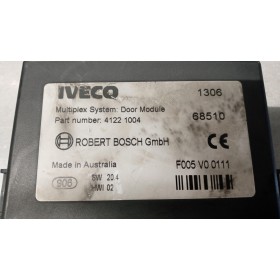 IVECO 1306
Multiplex System: Door Module
Part number: 4122 1004 68510
ROBERT BOSCH GmbH CE
Made in Australia F005 V0 0111
SW 20.4
HW 02